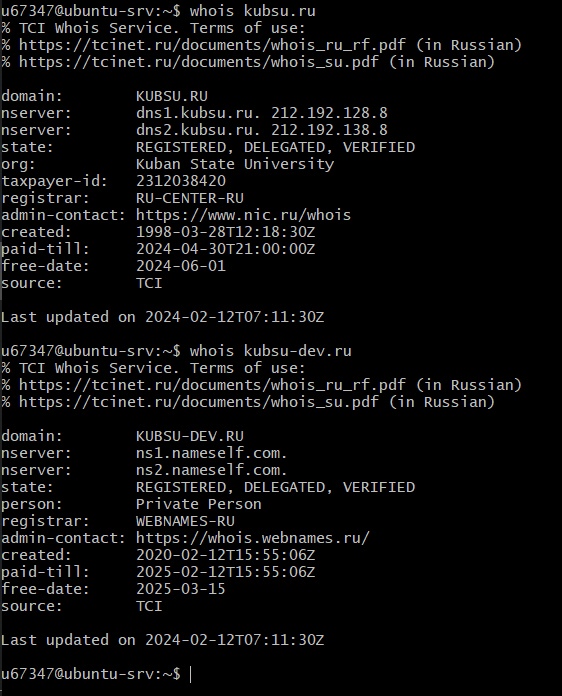 u67347@ubuntu-srv:~$ whois kubsu.ru
% TCI Whois Service. Terms of use:
% https://tcinet.ru/documents/whois_ru_rf.pdf (in Russian)
% https://tcinet.ru/documents/whois_su.pdf (in Russian)

domain:        KUBSU.RU
nserver:       dns1.kubsu.ru. 212.192.128.8
nserver:       dns2.kubsu.ru. 212.192.138.8
state:         REGISTERED, DELEGATED, VERIFIED
org:           Kuban State University
taxpayer-id:   2312038420
registrar:     RU-CENTER-RU
admin-contact: https://www.nic.ru/whois
created:       1998-03-28T12:18:30Z
paid-till:     2024-04-30T21:00:00Z
free-date:     2024-06-01
source:        TCI

Last updated on 2024-02-12T07:11:30Z

u67347@ubuntu-srv:~$ whois kubsu-dev.ru
% TCI Whois Service. Terms of use:
% https://tcinet.ru/documents/whois_ru_rf.pdf (in Russian)
% https://tcinet.ru/documents/whois_su.pdf (in Russian)

domain:        KUBSU-DEV.RU
nserver:       ns1.nameself.com.
nserver:       ns2.nameself.com.
state:         REGISTERED, DELEGATED, VERIFIED
person:        Private Person
registrar:     WEBNAMES-RU
admin-contact: https://whois.webnames.ru/
created:       2020-02-12T15:55:06Z
paid-till:     2025-02-12T15:55:06Z
free-date:     2025-03-15
source:        TCI

Last updated on 2024-02-12T07:11:30Z

u67347@ubuntu-srv:~$